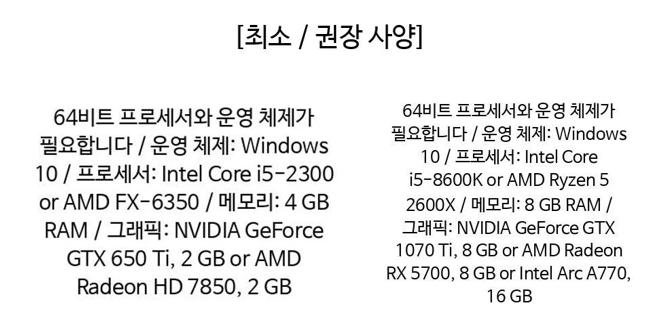 [최소 / 권장 사양]
64비트 프로세서와 운영 체제가
필요합니다 / 운영 체제: Windows
10 / 프로세서: Intel Core i5-2300
or AMD FX-6350 / 메모리: 4 GB
RAM / 그래픽: NVIDIA GeForce
GTX 650 Ti, 2 GB or AMD
Radeon HD 7850, 2 GB
64비트 프로세서와 운영 체제가
필요합니다 / 운영 체제: Windows
10 / 프로세서: Intel Core
i5-8600K or AMD Ryzen 5
2600X / 메모리: 8 GB RAM /
그래픽: NVIDIA GeForce GTX
1070 Ti, 8 GB or AMD Radeon
RX 5700, 8 GB or Intel Arc A770,
16 GB